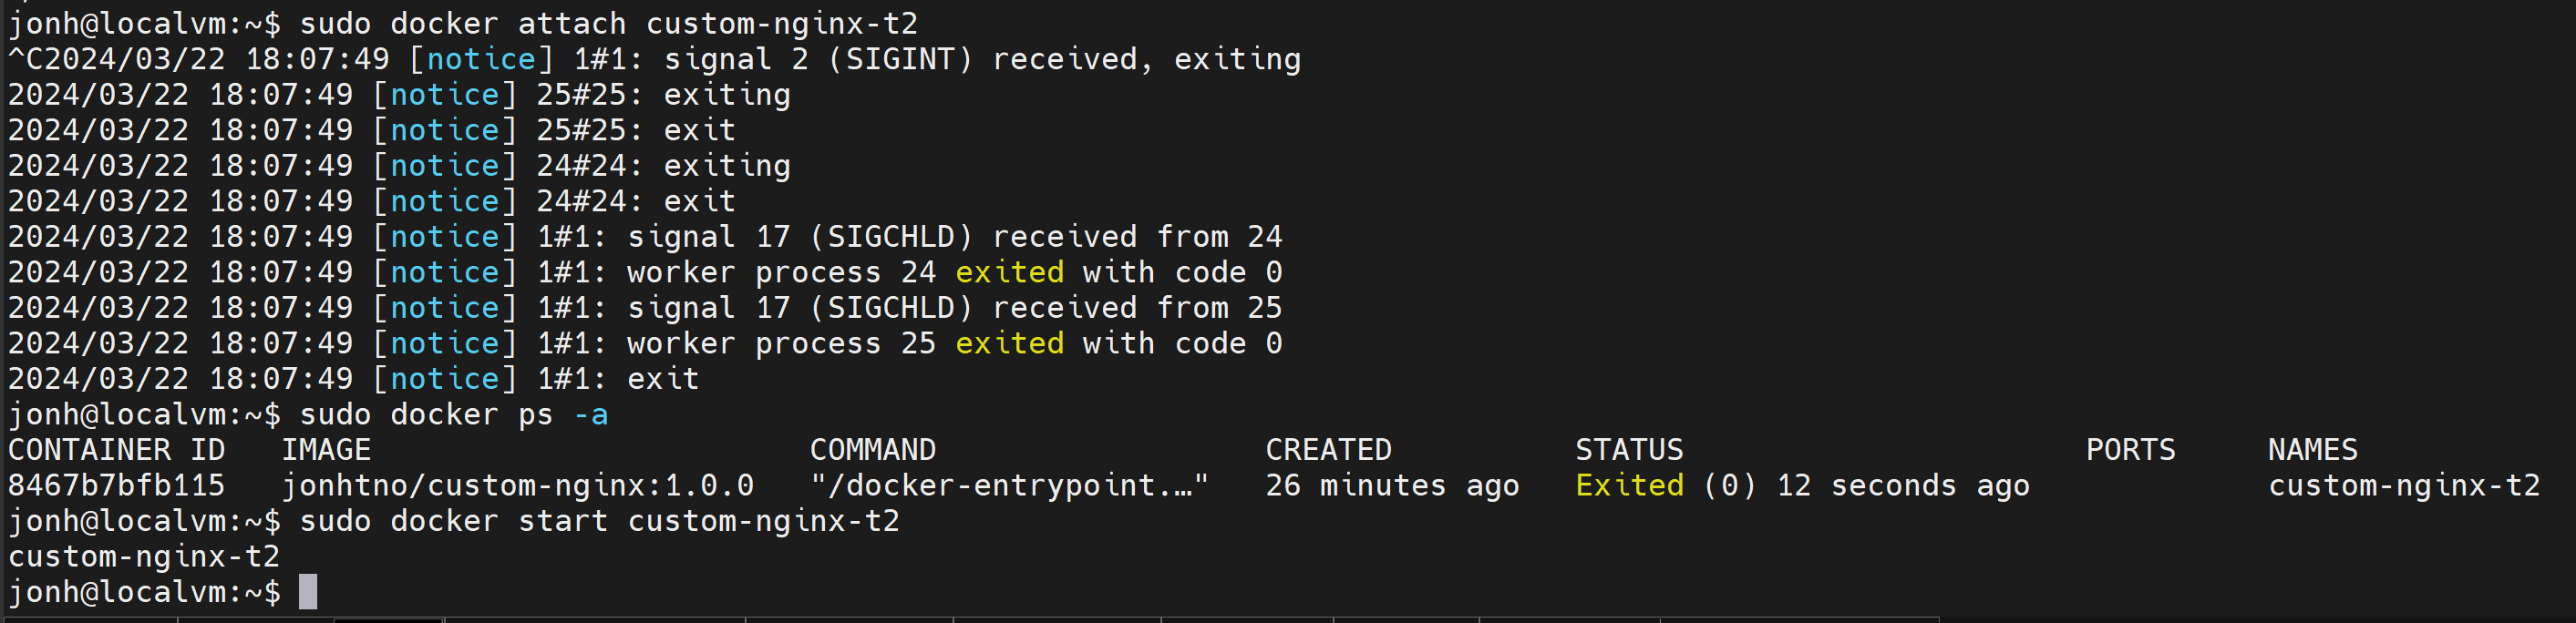 jonh@localvm:~$ sudo docker attach custom-nginx-t2
^C2024/03/22 18:07:49 [notice] 1#1: signal 2 (SIGINT) received, exiting
2024/03/22 18:07:49 [notice] 25#25: exiting
2024/03/22 18:07:49 [notice] 25#25: exit
2024/03/22 18:07:49 [notice] 24#24: exiting
2024/03/22 18:07:49 [notice] 24#24: exit
2024/03/22 18:07:49 [notice] 1#1: signal 17 (SIGCHLD) received from 24
2024/03/22 18:07:49 [notice] 1#1: worker process 24 exited with code 0
2024/03/22 18:07:49 [notice] 1#1: signal 17 (SIGCHLD) received from 25
2024/03/22 18:07:49 [notice] 1#1: worker process 25 exited with code 0
2024/03/22 18:07:49 [notice] 1#1: exit
jonh@localvm:~$ sudo docker ps -a
CONTAINER ID   IMAGE                        COMMAND                  CREATED          STATUS                      PORTS     NAMES
8467b7bfb115   jonhtno/custom-nginx:1.0.0   "/docker-entrypoint.…"   26 minutes ago   Exited (0) 12 seconds ago             custom-nginx-t2
jonh@localvm:~$ sudo docker start custom-nginx-t2
custom-nginx-t2
jonh@localvm:~$